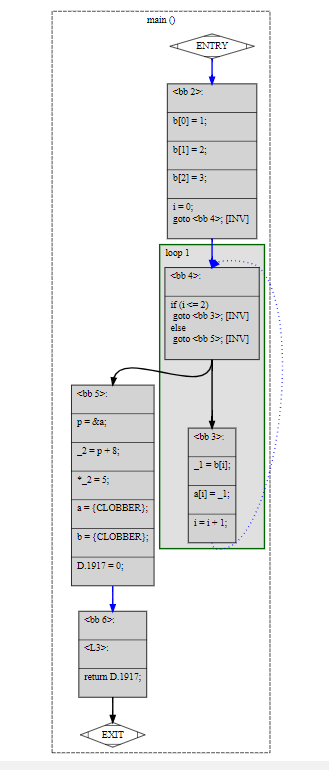 main ()
ENTRY
<bb 2>:
b[0] = 1;
b[1] = 2;
b[2] = 3;
i = 0;
goto <bb 4>; [INV]
loop 1
<bb 4>:
if (i <= 2)
goto <bb 3>; [INV]
else
goto <bb 5>; [INV]
<bb 5>:
p = &a;
_2 = p + 8;
*_2 = 5;
a = {CLOBBER};
b = {CLOBBER};
D.1917 = 0;
<bb 3>:
_1 = b[i];
a[i] = _1;
i = i + 1;
<bb 6>:
<L3>:
return D.1917;
EXIT